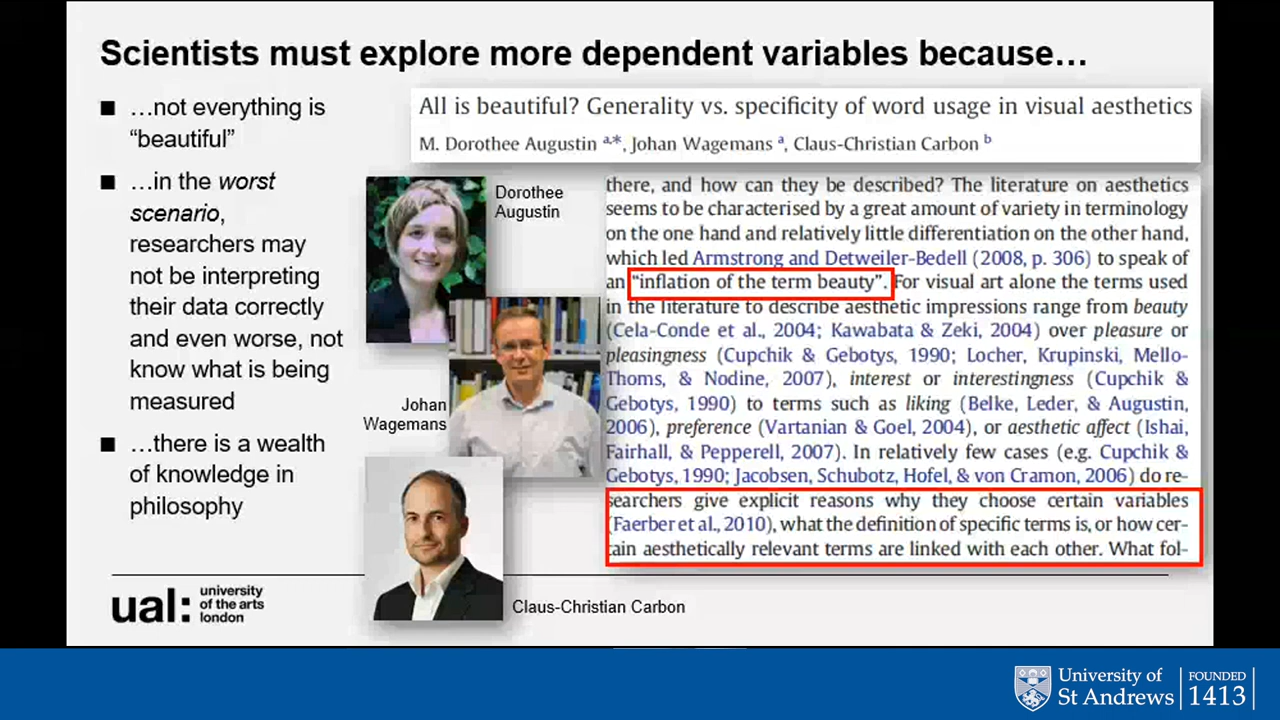 Scientists must explore more dependent variables because…
■ …not everything is
“beautiful”
■ …in the worst
scenario,
researchers may
not be interpreting
their data correctly
and even worse, not
know what is being
measured
■ …there is a wealth
of knowledge in
philosophy
All is beautiful? Generality vs. specificity of word usage in visual aesthetics
M. Dorothee Augustin a,*, Johan Wagemans a, Claus-Christian Carbon b
Dorothee
Augustin
Johan
Wagemans
Claus-Christian Carbon
there, and how can they be described? The literature on aesthetics
seems to be characterised by a great amount of variety in terminology
on the one hand and relatively little differentiation on the other hand,
which led Armstrong and Detweiler-Bedell (2008, p. 306) to speak of
an “inflation of the term beauty”. For visual art alone the terms used
in the literature to describe aesthetic impressions range from beauty
(Cela-Conde et al., 2004; Kawabata & Zeki, 2004) over pleasure or
pleasingness (Cupchik & Gebotys, 1990; Locher, Krupinski, Mello-
Thoms, & Nodine, 2007), interest or interestingness (Cupchik &
Gebotys, 1990) to terms such as liking (Belke, Leder, & Augustin,
2006), preference (Vartanian & Goel, 2004), or aesthetic affect (Ishai,
Fairhall, & Pepperell, 2007). In relatively few cases (e.g. Cupchik &
Gebotys, 1990; Jacobsen, Schubotz, Hofel, & von Cramon, 2006) do re-
searchers give explicit reasons why they choose certain variables
(Faerber et al., 2010), what the definition of specific terms is, or how cer-
tain aesthetically relevant terms are linked with each other. What fol-
ual: university
of the arts
london
University of
St Andrews
FOUNDED
1413